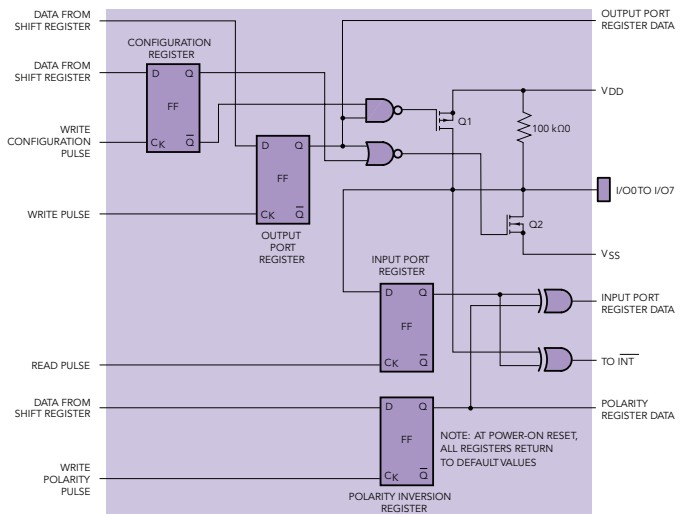 DATA FROM
SHIFT REGISTER
OUTPUT PORT
REGISTER DATA
CONFIGURATION
REGISTER
DATA FROM
SHIFT REGISTER
D Q
FF
CK Q
WRITE
CONFIGURATION
PULSE
VDD
Q1
100 kΩ0
D Q
FF
CK Q
WRITE PULSE
OUTPUT
PORT
REGISTER
I/O0TO I/O7
Q2
VSS
INPUT PORT
REGISTER
D Q
FF
CK Q
READ PULSE
INPUT PORT
REGISTER DATA
TO INT
DATA FROM
SHIFT REGISTER
D Q
FF
CK Q
POLARITY
REGISTER DATA
NOTE: AT POWER-ON RESET,
ALL REGISTERS RETURN
TO DEFAULT VALUES
WRITE
POLARITY
PULSE
POLARITY INVERSION
REGISTER